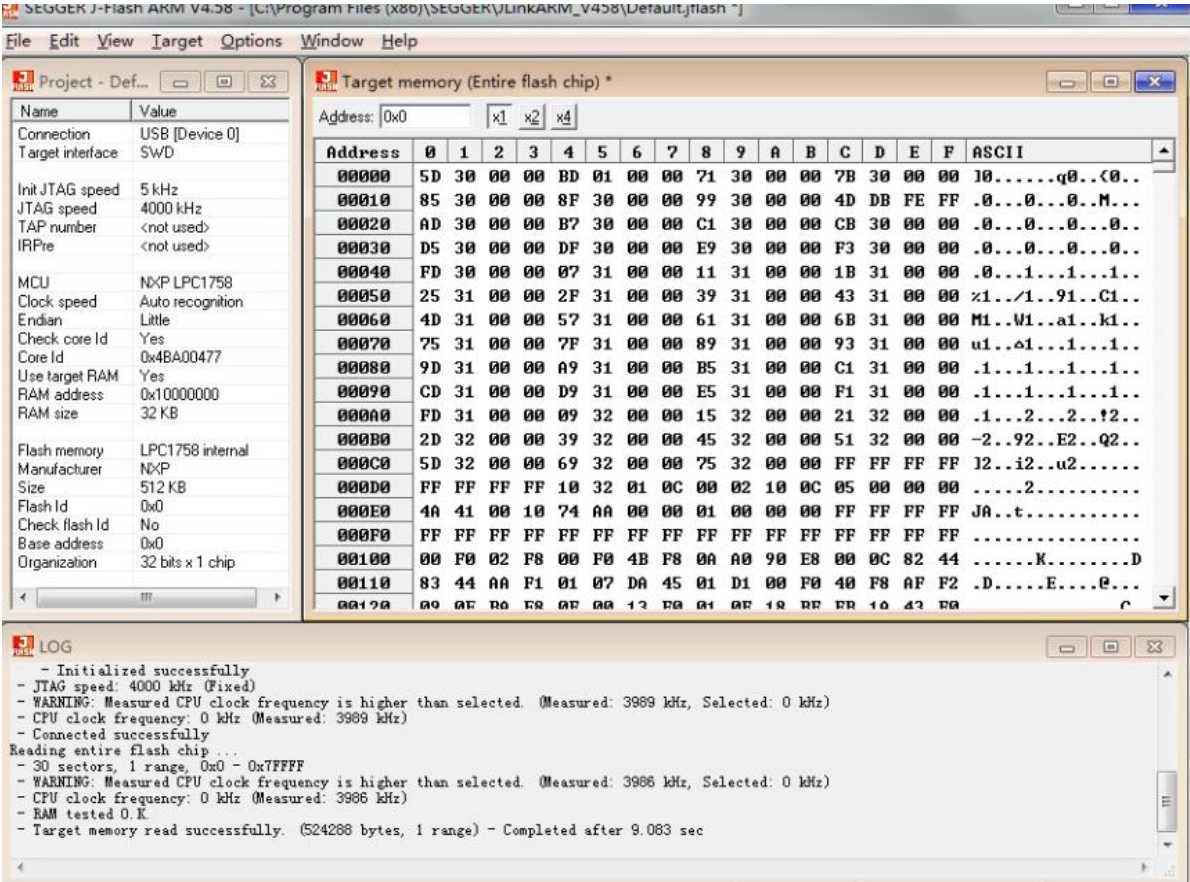 SEGGER J-Flash ARM V4.58 - [C:\Program Files (x86)\SEGGER\JLinkARM_V458\Default.jflash *]
File Edit View Target Options Window Help
Project - Def...
Name Value
Connection USB [Device 0]
Target interface SWD
Init JTAG speed 5 kHz
JTAG speed 4000 kHz
TAP number <not used>
IRPre <not used>
MCU NXP LPC1758
Clock speed Auto recognition
Endian Little
Check core Id Yes
Core Id 0x4BA00477
Use target RAM Yes
RAM address 0x10000000
RAM size 32 KB
Flash memory LPC1758 internal
Manufacturer NXP
Size 512 KB
Flash Id 0x0
Check flash Id No
Base address 0x0
Organization 32 bits x 1 chip
Target memory (Entire flash chip) *
Address: 0x0 x1 x2 x4
Address 0 1 2 3 4 5 6 7 8 9 A B C D E F ASCII
00000 5D 30 00 00 BD 01 00 00 71 30 00 00 7B 30 00 00 ]0......q0..{0..
00010 85 30 00 00 8F 30 00 00 99 30 00 00 4D DB FE FF .0...0...0..M...
00020 AD 30 00 00 B7 30 00 00 C1 30 00 00 CB 30 00 00 .0...0...0...0..
00030 D5 30 00 00 DF 30 00 00 E9 30 00 00 F3 30 00 00 .0...0...0...0..
00040 FD 30 00 00 07 31 00 00 11 31 00 00 1B 31 00 00 .0...1...1...1..
00050 25 31 00 00 2F 31 00 00 39 31 00 00 43 31 00 00 %1../1..91..C1..
00060 4D 31 00 00 57 31 00 00 61 31 00 00 6B 31 00 00 M1..W1..a1..k1..
00070 75 31 00 00 7F 31 00 00 89 31 00 00 93 31 00 00 u1..⌂1...1...1..
00080 9D 31 00 00 A9 31 00 00 B5 31 00 00 C1 31 00 00 .1...1...1...1..
00090 CD 31 00 00 D9 31 00 00 E5 31 00 00 F1 31 00 00 .1...1...1...1..
000A0 FD 31 00 00 09 32 00 00 15 32 00 00 21 32 00 00 .1...2...2..!2..
000B0 2D 32 00 00 39 32 00 00 45 32 00 00 51 32 00 00 -2..92..E2..Q2..
000C0 5D 32 00 00 69 32 00 00 75 32 00 00 FF FF FF FF ]2..i2..u2......
000D0 FF FF FF FF 10 32 01 0C 00 02 10 0C 05 00 00 00 .....2..........
000E0 4A 41 00 10 74 AA 00 00 01 00 00 00 FF FF FF FF JA..t...........
000F0 FF FF FF FF FF FF FF FF FF FF FF FF FF FF FF FF ................
00100 00 F0 02 F8 00 F0 4B F8 0A A0 90 E8 00 0C 82 44 ......K........D
00110 83 44 AA F1 01 07 DA 45 01 D1 00 F0 40 F8 AF F2 .D.....E....@...
LOG
- Initialized successfully
- JTAG speed: 4000 kHz (Fixed)
- WARNING: Measured CPU clock frequency is higher than selected. (Measured: 3989 kHz, Selected: 0 kHz)
- CPU clock frequency: 0 kHz (Measured: 3989 kHz)
- Connected successfully
Reading entire flash chip ...
- 30 sectors, 1 range, 0x0 - 0x7FFFF
- WARNING: Measured CPU clock frequency is higher than selected. (Measured: 3986 kHz, Selected: 0 kHz)
- CPU clock frequency: 0 kHz (Measured: 3986 kHz)
- RAM tested O.K.
- Target memory read successfully. (524288 bytes, 1 range) - Completed after 9.083 sec